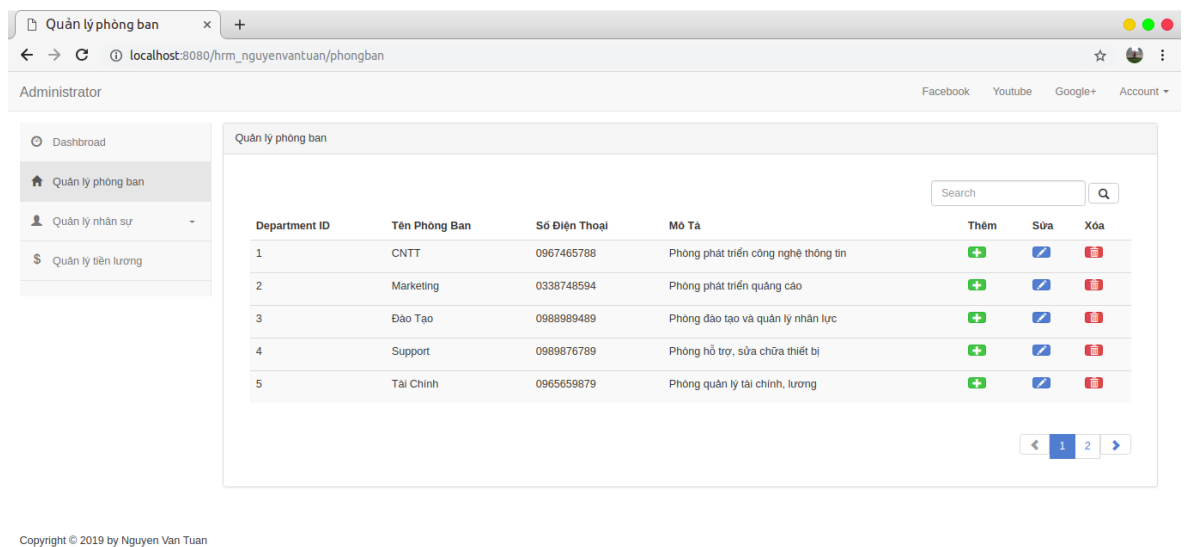 Quản lý phòng ban
localhost:8080/hrm_nguyenvantuan/phongban
Administrator Facebook Youtube Google+ Account
Dashbroad
Quản lý phòng ban
Quản lý nhân sự
$ Quản lý tiền lương
Quản lý phòng ban
Search
Department ID Tên Phòng Ban Số Điện Thoại Mô Tả Thêm Sửa Xóa
1 CNTT 0967465788 Phòng phát triển công nghệ thông tin
2 Marketing 0338748594 Phòng phát triển quảng cáo
3 Đào Tạo 0988989489 Phòng đào tạo và quản lý nhân lực
4 Support 0989876789 Phòng hỗ trợ, sửa chữa thiết bị
5 Tài Chính 0965659879 Phòng quản lý tài chính, lương
1 2
Copyright © 2019 by Nguyen Van Tuan